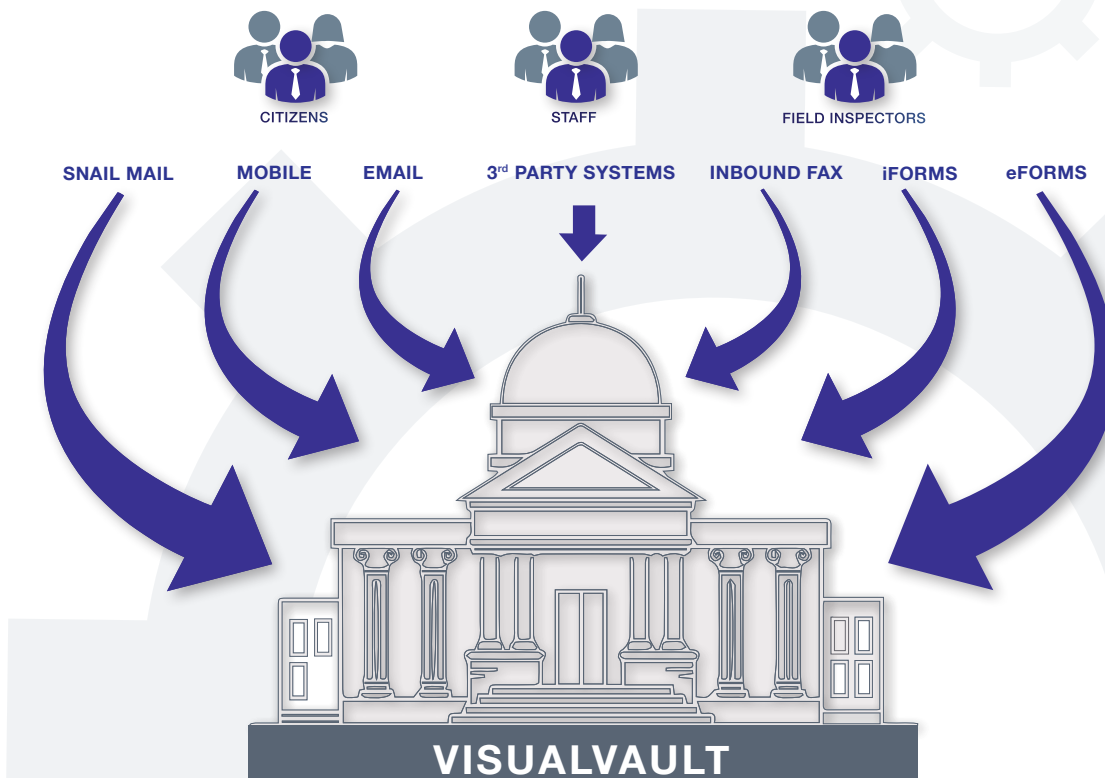 CITIZENS
STAFF
FIELD INSPECTORS
SNAIL MAIL
MOBILE
EMAIL
3rd PARTY SYSTEMS
INBOUND FAX
iFORMS
eFORMS
VISUALVAULT